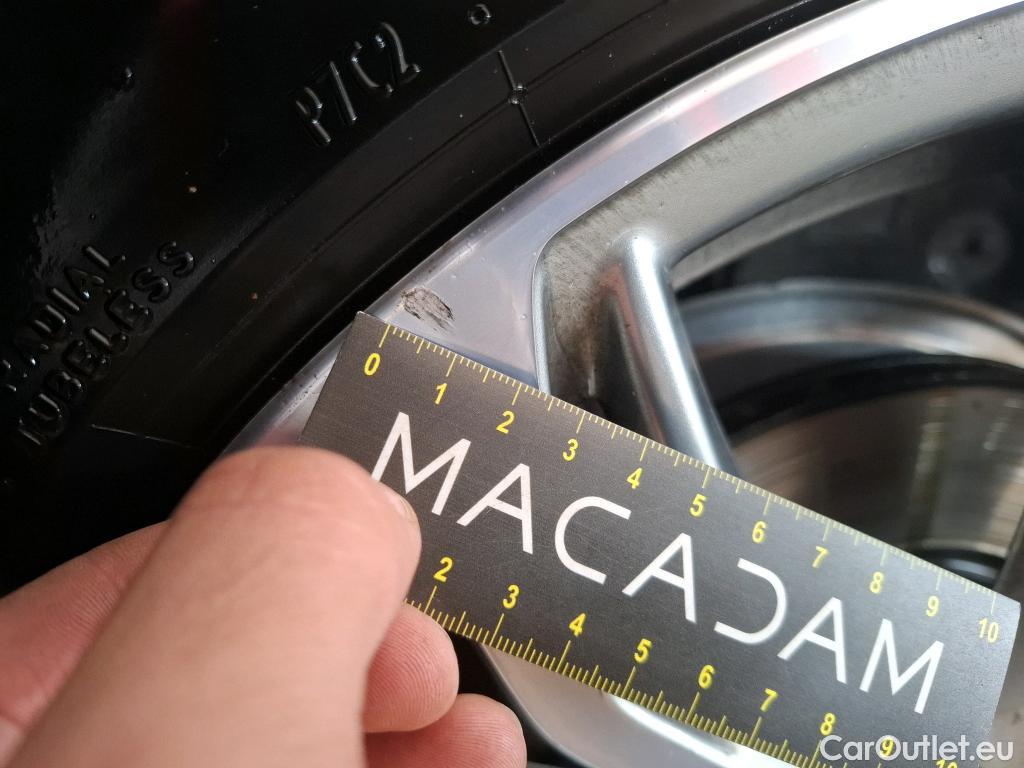 P7C2
RADIAL
TUBELESS
0 1 2 3 4 5 6 7 8 9 10
MACADAM
2 3 4 5 6 7 8 9 10
CarOutlet.eu